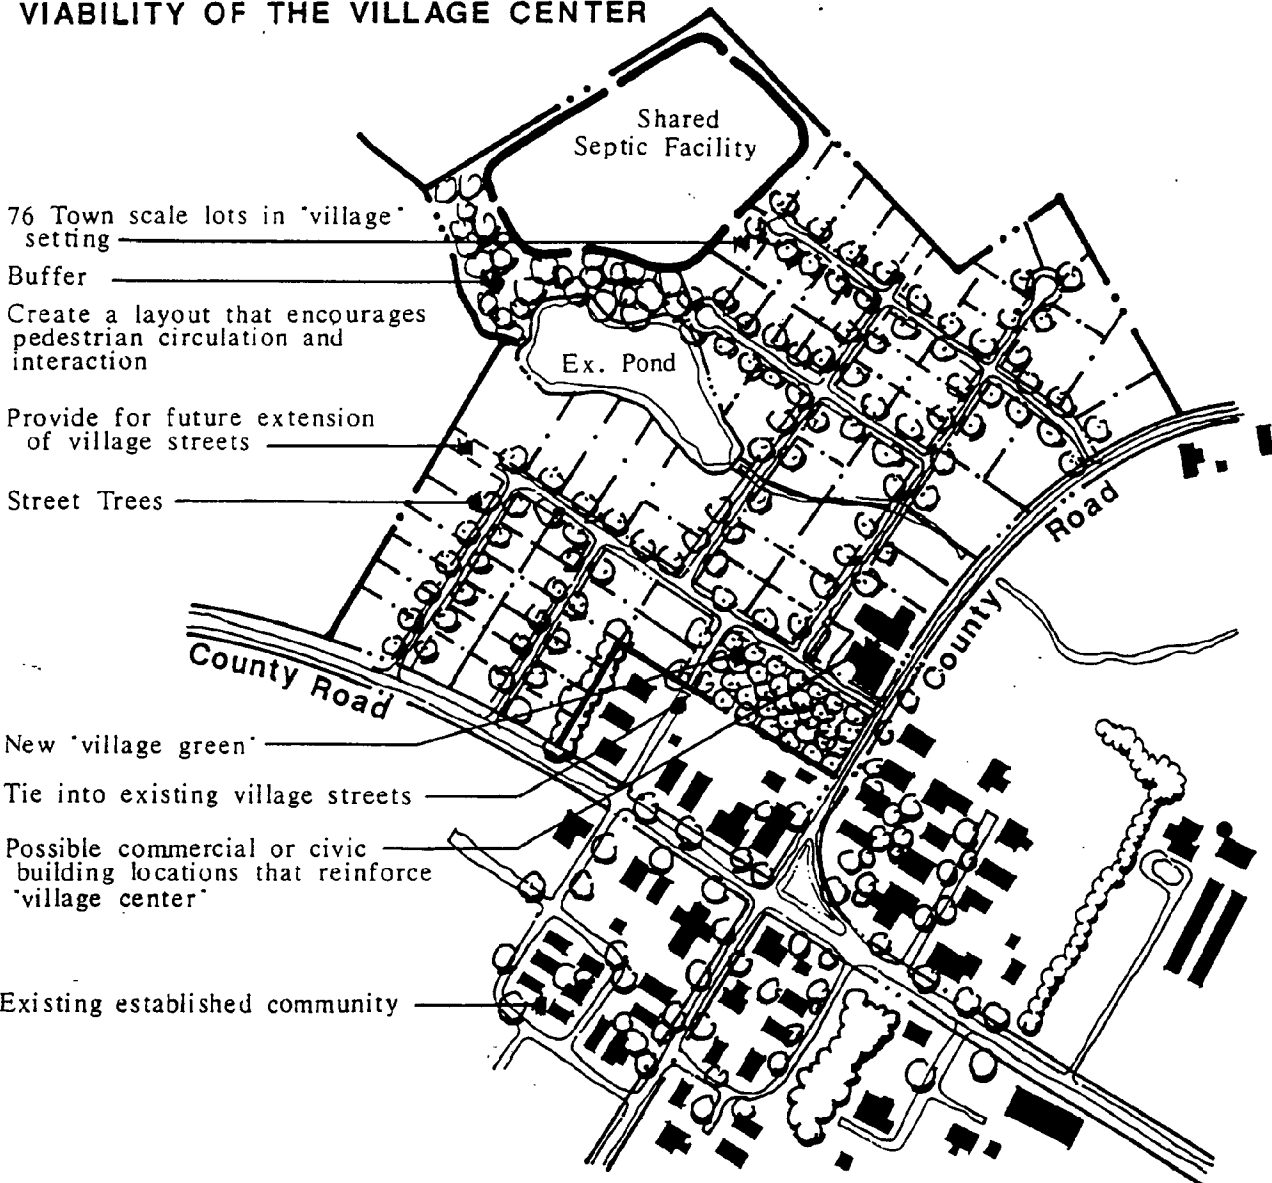 VIABILITY OF THE VILLAGE CENTER
Shared
Septic Facility
76 Town scale lots in "village"
setting
Buffer
Create a layout that encourages
pedestrian circulation and
interaction
Ex. Pond
Provide for future extension
of village streets
Street Trees
County Road
County Road
New "village green"
Tie into existing village streets
Possible commercial or civic
building locations that reinforce
"village center"
Existing established community